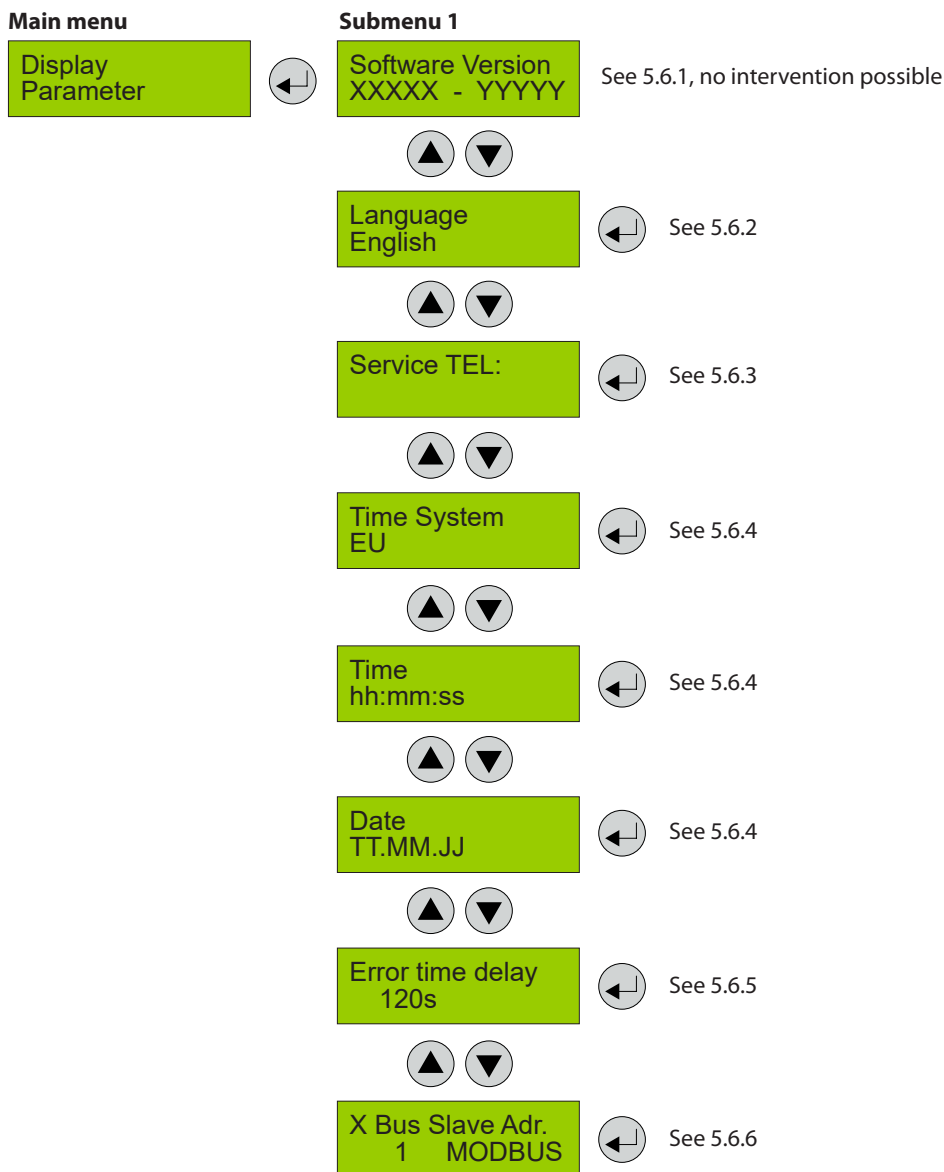 Main menu
Submenu 1
Display
Parameter
Software Version
XXXXX - YYYYY
See 5.6.1, no intervention possible
Language
English
See 5.6.2
Service TEL:
See 5.6.3
Time System
EU
See 5.6.4
Time
hh:mm:ss
See 5.6.4
Date
TT.MM.JJ
See 5.6.4
Error time delay
120s
See 5.6.5
X Bus Slave Adr.
1 MODBUS
See 5.6.6